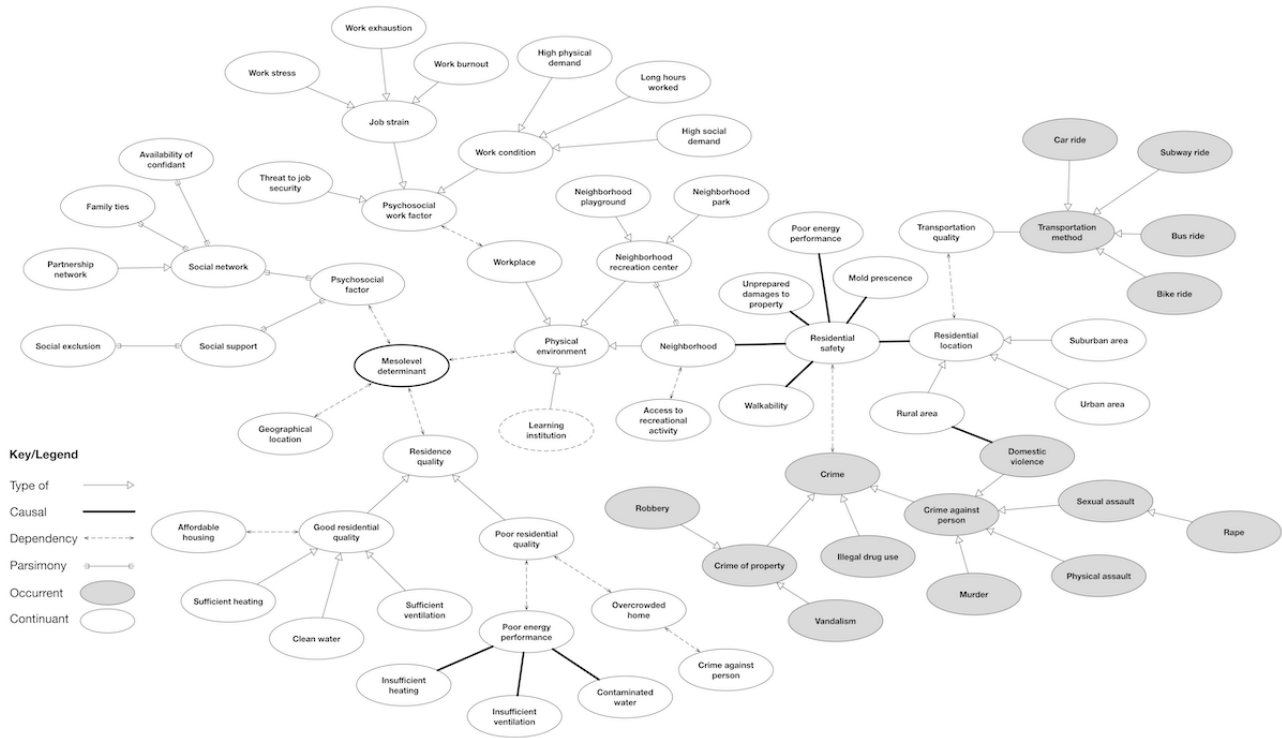 Work exhaustion
Work stress
Work burnout
High physical
demand
Long hours
worked
High social
demand
Job strain
Work condition
Availability of
confidant
Threat to job
security
Psychosocial
work factor
Family ties
Partnership
network
Social network
Psychosocial
factor
Social exclusion
Social support
Workplace
Neighborhood
playground
Neighborhood
park
Neighborhood
recreation center
Physical
environment
Neighborhood
Mesolevel
determinant
Geographical
location
Learning
institution
Access to
recreational
activity
Poor energy
performance
Unprepared
damages to
property
Mold prescence
Residential
safety
Walkability
Car ride
Subway ride
Transportation
quality
Transportation
method
Bus ride
Bike ride
Residential
location
Suburban area
Urban area
Rural area
Domestic
violence
Crime
Crime against
person
Sexual assault
Rape
Physical assault
Murder
Illegal drug use
Robbery
Crime of property
Vandalism
Residence
quality
Affordable
housing
Good residential
quality
Poor residential
quality
Sufficient heating
Clean water
Sufficient
ventilation
Poor energy
performance
Overcrowded
home
Crime against
person
Insufficient
heating
Insufficient
ventilation
Contaminated
water
Key/Legend
Type of
Causal
Dependency
Parsimony
Occurrent
Continuant